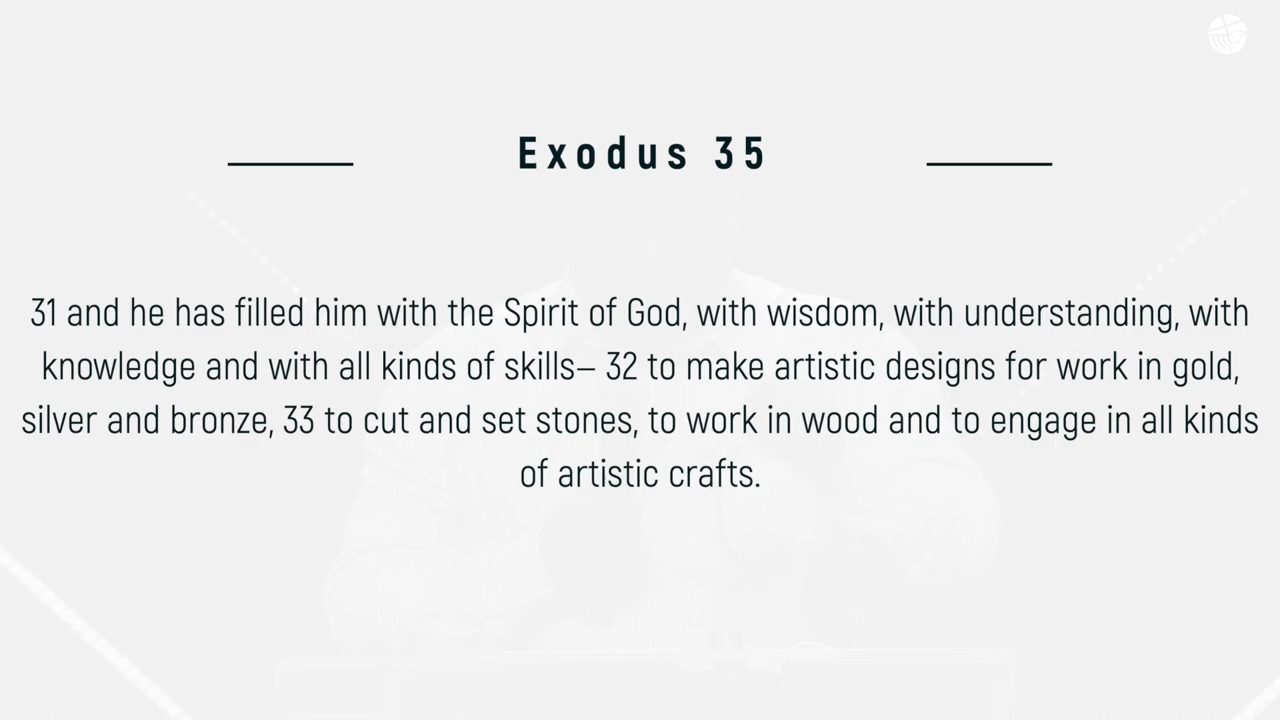 Exodus 35
31 and he has filled him with the Spirit of God, with wisdom, with understanding, with
knowledge and with all kinds of skills– 32 to make artistic designs for work in gold,
silver and bronze, 33 to cut and set stones, to work in wood and to engage in all kinds
of artistic crafts.